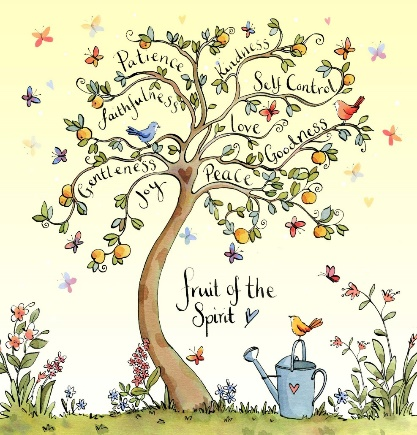 Patience
Kindness
Faithfulness
Self Control
Love
Goodness
Gentleness
Joy
Peace
fruit of the
Spirit